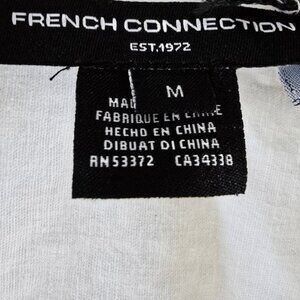 FRENCH CONNECTION
EST.1972
M
FABRIQUE EN
HECHO EN CHINA
DIBUAT DI CHINA
RN53372 CA34338